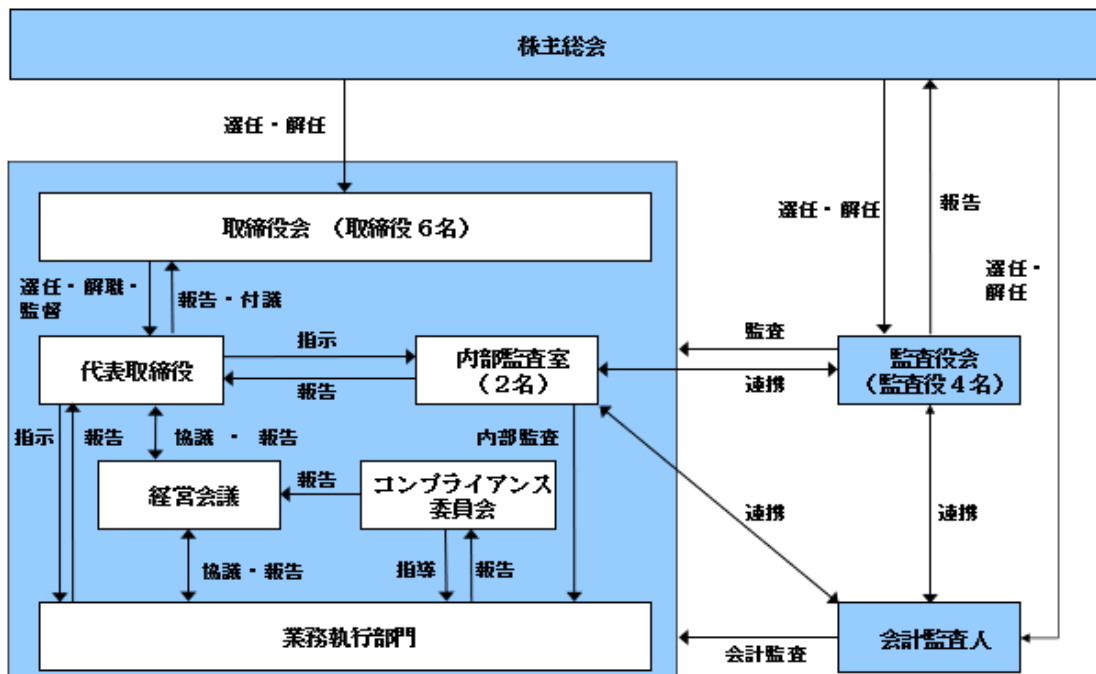 株主総会
選任・解任
選任・解任
報告
選任・
解任
取締役会 （取締役６名）
選任・解職・
監督
報告・付議
代表取締役
指示
報告
内部監査室
（２名）
監査
連携
監査役会
（監査役４名）
指示
報告
協議 ・ 報告
内部監査
経営会議
報告
コンプライアンス
委員会
連携
連携
協議・報告
指導
報告
業務執行部門
会計監査
会計監査人